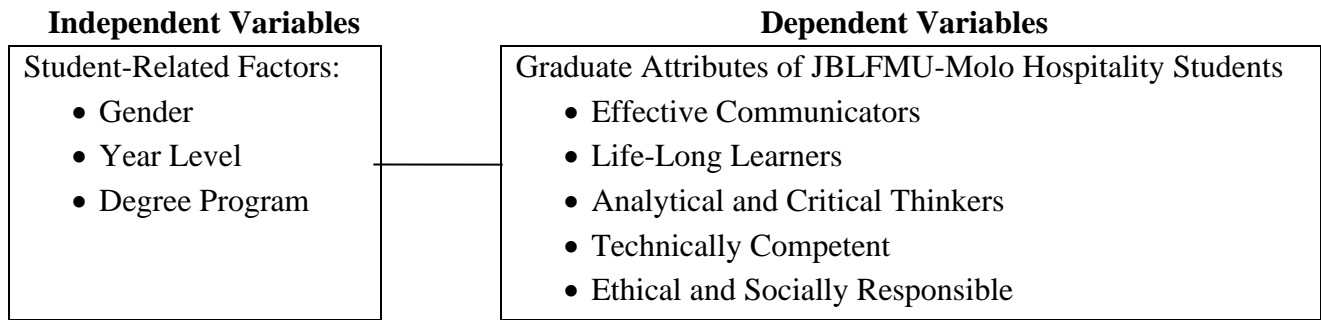 Independent Variables
Student-Related Factors:
• Gender
• Year Level
• Degree Program
Dependent Variables
Graduate Attributes of JBLFMU-Molo Hospitality Students
• Effective Communicators
• Life-Long Learners
• Analytical and Critical Thinkers
• Technically Competent
• Ethical and Socially Responsible